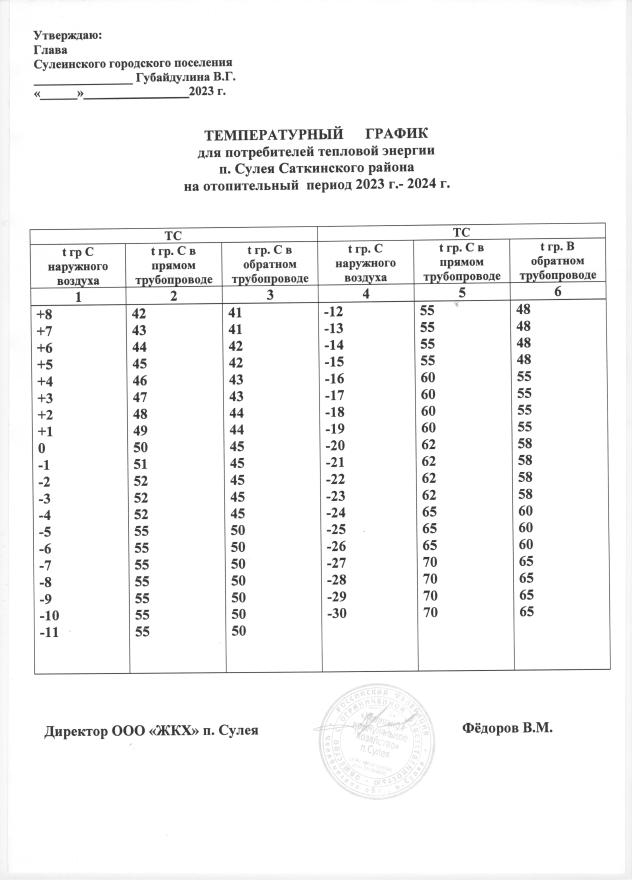 Утверждаю:
Глава
Сулеинского городского поселения
________________ Губайдулина В.Г.
«______»_________________2023 г.
ТЕМПЕРАТУРНЫЙ ГРАФИК
для потребителей тепловой энергии
п. Сулея Саткинского района
на отопительный период 2023 г.- 2024 г.
ТС ТС
t гр С наружного воздуха t гр. С в прямом трубопроводе t гр. С в обратном трубопроводе t гр. С наружного воздуха t гр. С в прямом трубопроводе t гр. В обратном трубопроводе
1 2 3 4 5 6
+8 42 41 -12 55 48
+7 43 41 -13 55 48
+6 44 42 -14 55 48
+5 45 42 -15 55 48
+4 46 43 -16 60 55
+3 47 43 -17 60 55
+2 48 44 -18 60 55
+1 49 44 -19 60 55
0 50 45 -20 62 58
-1 51 45 -21 62 58
-2 52 45 -22 62 58
-3 52 45 -23 62 58
-4 52 45 -24 65 60
-5 55 50 -25 65 60
-6 55 50 -26 65 60
-7 55 50 -27 70 65
-8 55 50 -28 70 65
-9 55 50 -29 70 65
-10 55 50 -30 70 65
-11 55 50
Директор ООО «ЖКХ» п. Сулея Фёдоров В.М.
Хозяйство»
п.Сулея